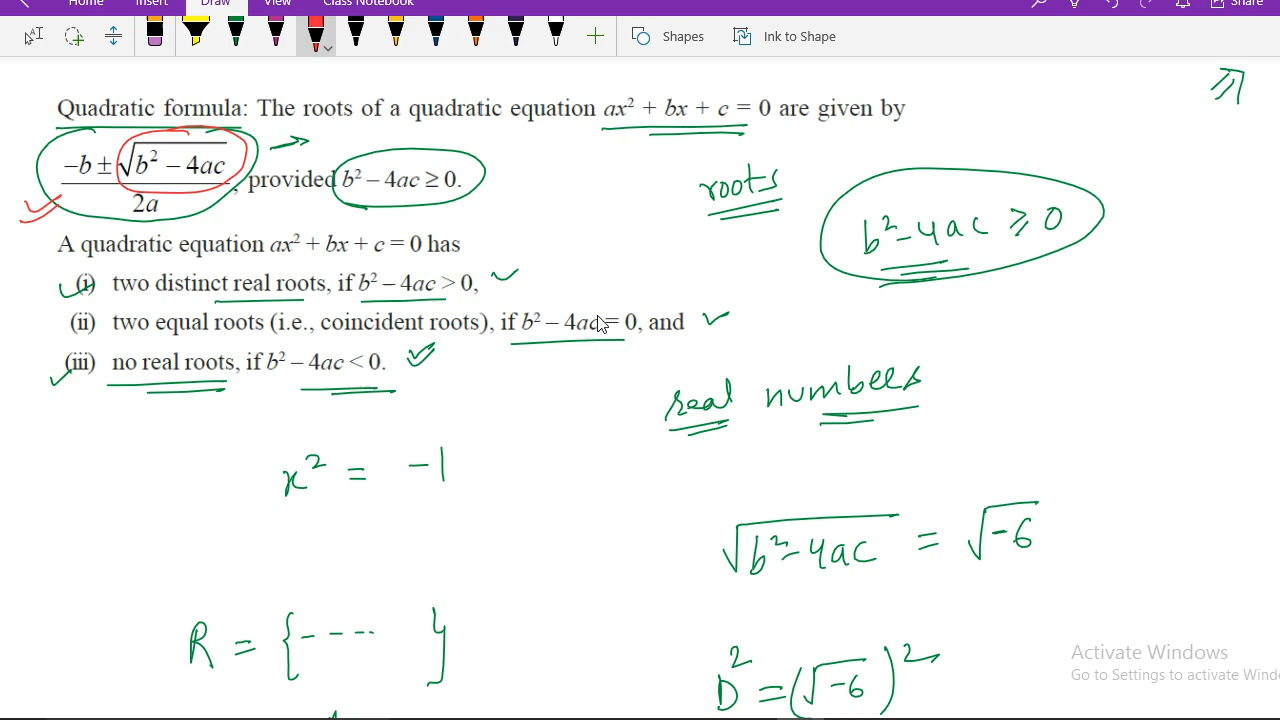 Home Insert Draw View Class Notebook Share
Shapes Ink to Shape
Quadratic formula: The roots of a quadratic equation ax² + bx + c = 0 are given by
-b ± √b² - 4ac
2a
, provided b² - 4ac ≥ 0.
roots
b² - 4ac ≥ 0
A quadratic equation ax² + bx + c = 0 has
(i) two distinct real roots, if b² - 4ac > 0,
(ii) two equal roots (i.e., coincident roots), if b² - 4ac = 0, and
(iii) no real roots, if b² - 4ac < 0.
real numbers
x² = -1
√b² - 4ac = √-6
R = { - - - - }
D² = (√-6)²
Activate Windows
Go to Settings to activate Wind